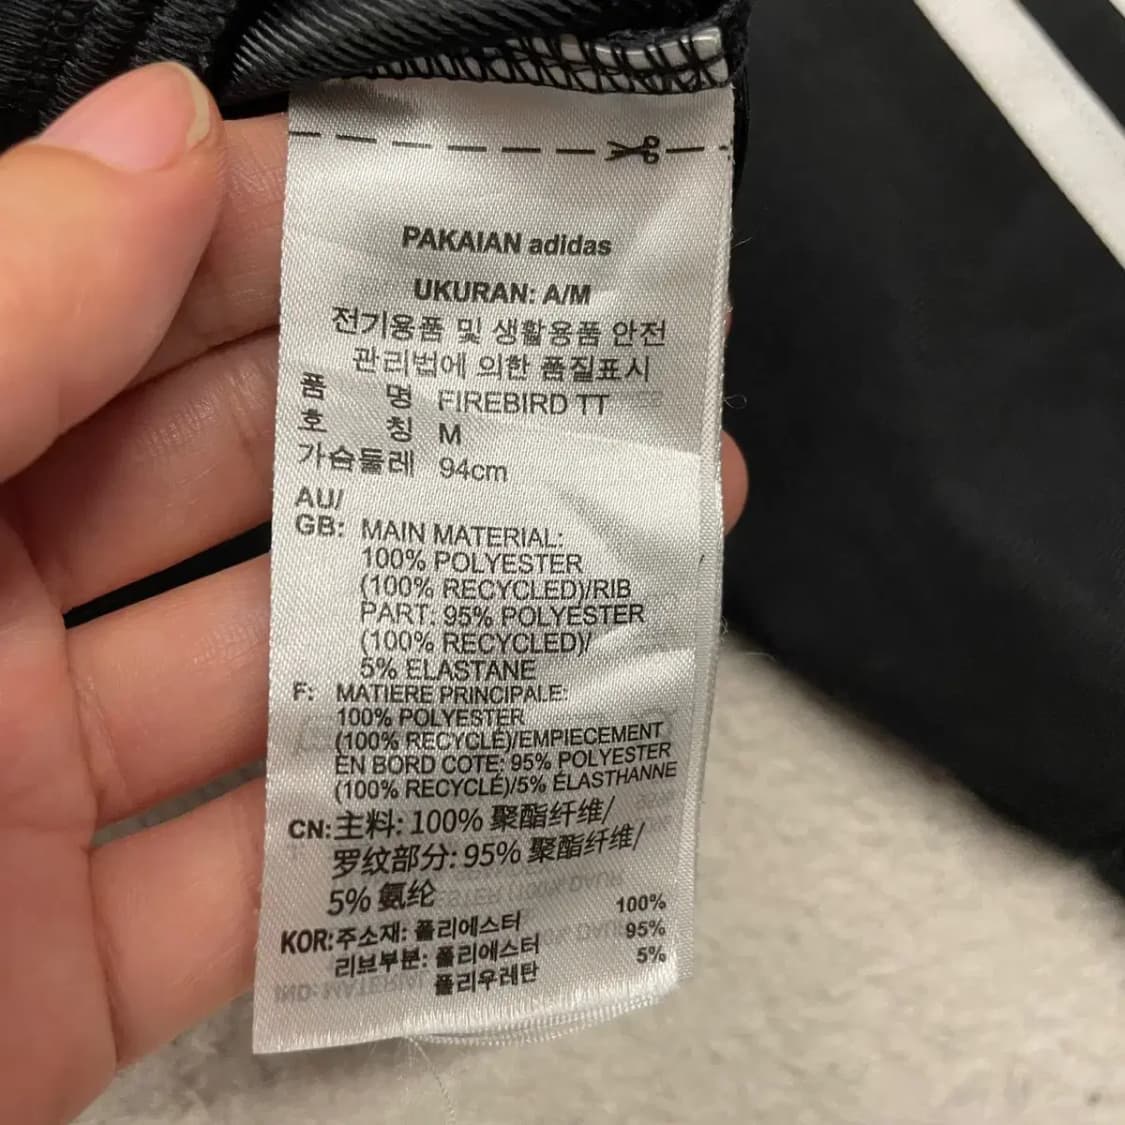 PAKAIAN adidas
UKURAN: A/M
전기용품 및 생활용품 안전
관리법에 의한 품질표시
품 명 FIREBIRD TT
호 칭 M
가슴둘레 94cm
AU/
GB: MAIN MATERIAL:
100% POLYESTER
(100% RECYCLED)/RIB
PART: 95% POLYESTER
(100% RECYCLED)/
5% ELASTANE
F: MATIERE PRINCIPALE:
100% POLYESTER
(100% RECYCLÉ)/EMPIECEMENT
EN BORD COTE: 95% POLYESTER
(100% RECYCLÉ)/5% ÉLASTHANNE
CN: 主料: 100% 聚酯纤维/
罗纹部分: 95% 聚酯纤维/
5% 氨纶
KOR: 주소재: 폴리에스터 100%
리브부분: 폴리에스터 95%
폴리우레탄 5%